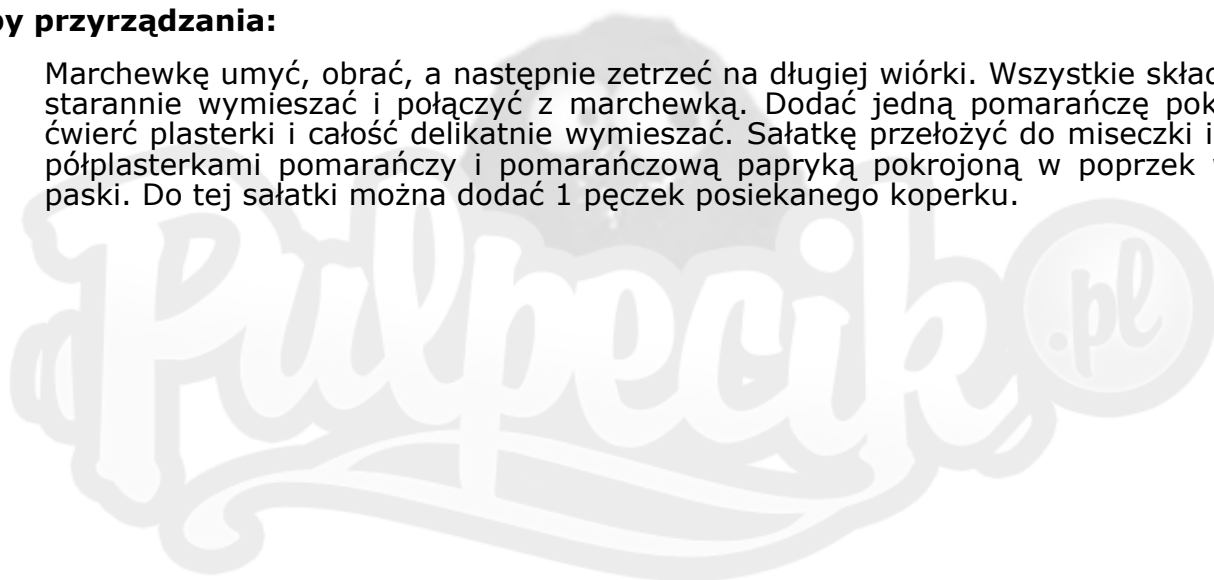 przyrządzania:
Marchewkę umyć, obrać, a następnie zetrzeć na długiej wiórki. Wszystkie
starannie wymieszać i połączyć z marchewką. Dodać jedną pomarańczę
ćwierć plasterki i całość delikatnie wymieszać. Sałatkę przełożyć do miseczki i
półplasterkami pomarańczy i pomarańczową papryką pokrojoną w poprzek
paski. Do tej sałatki można dodać 1 pęczek posiekanego koperku.
Pulpecik.pl